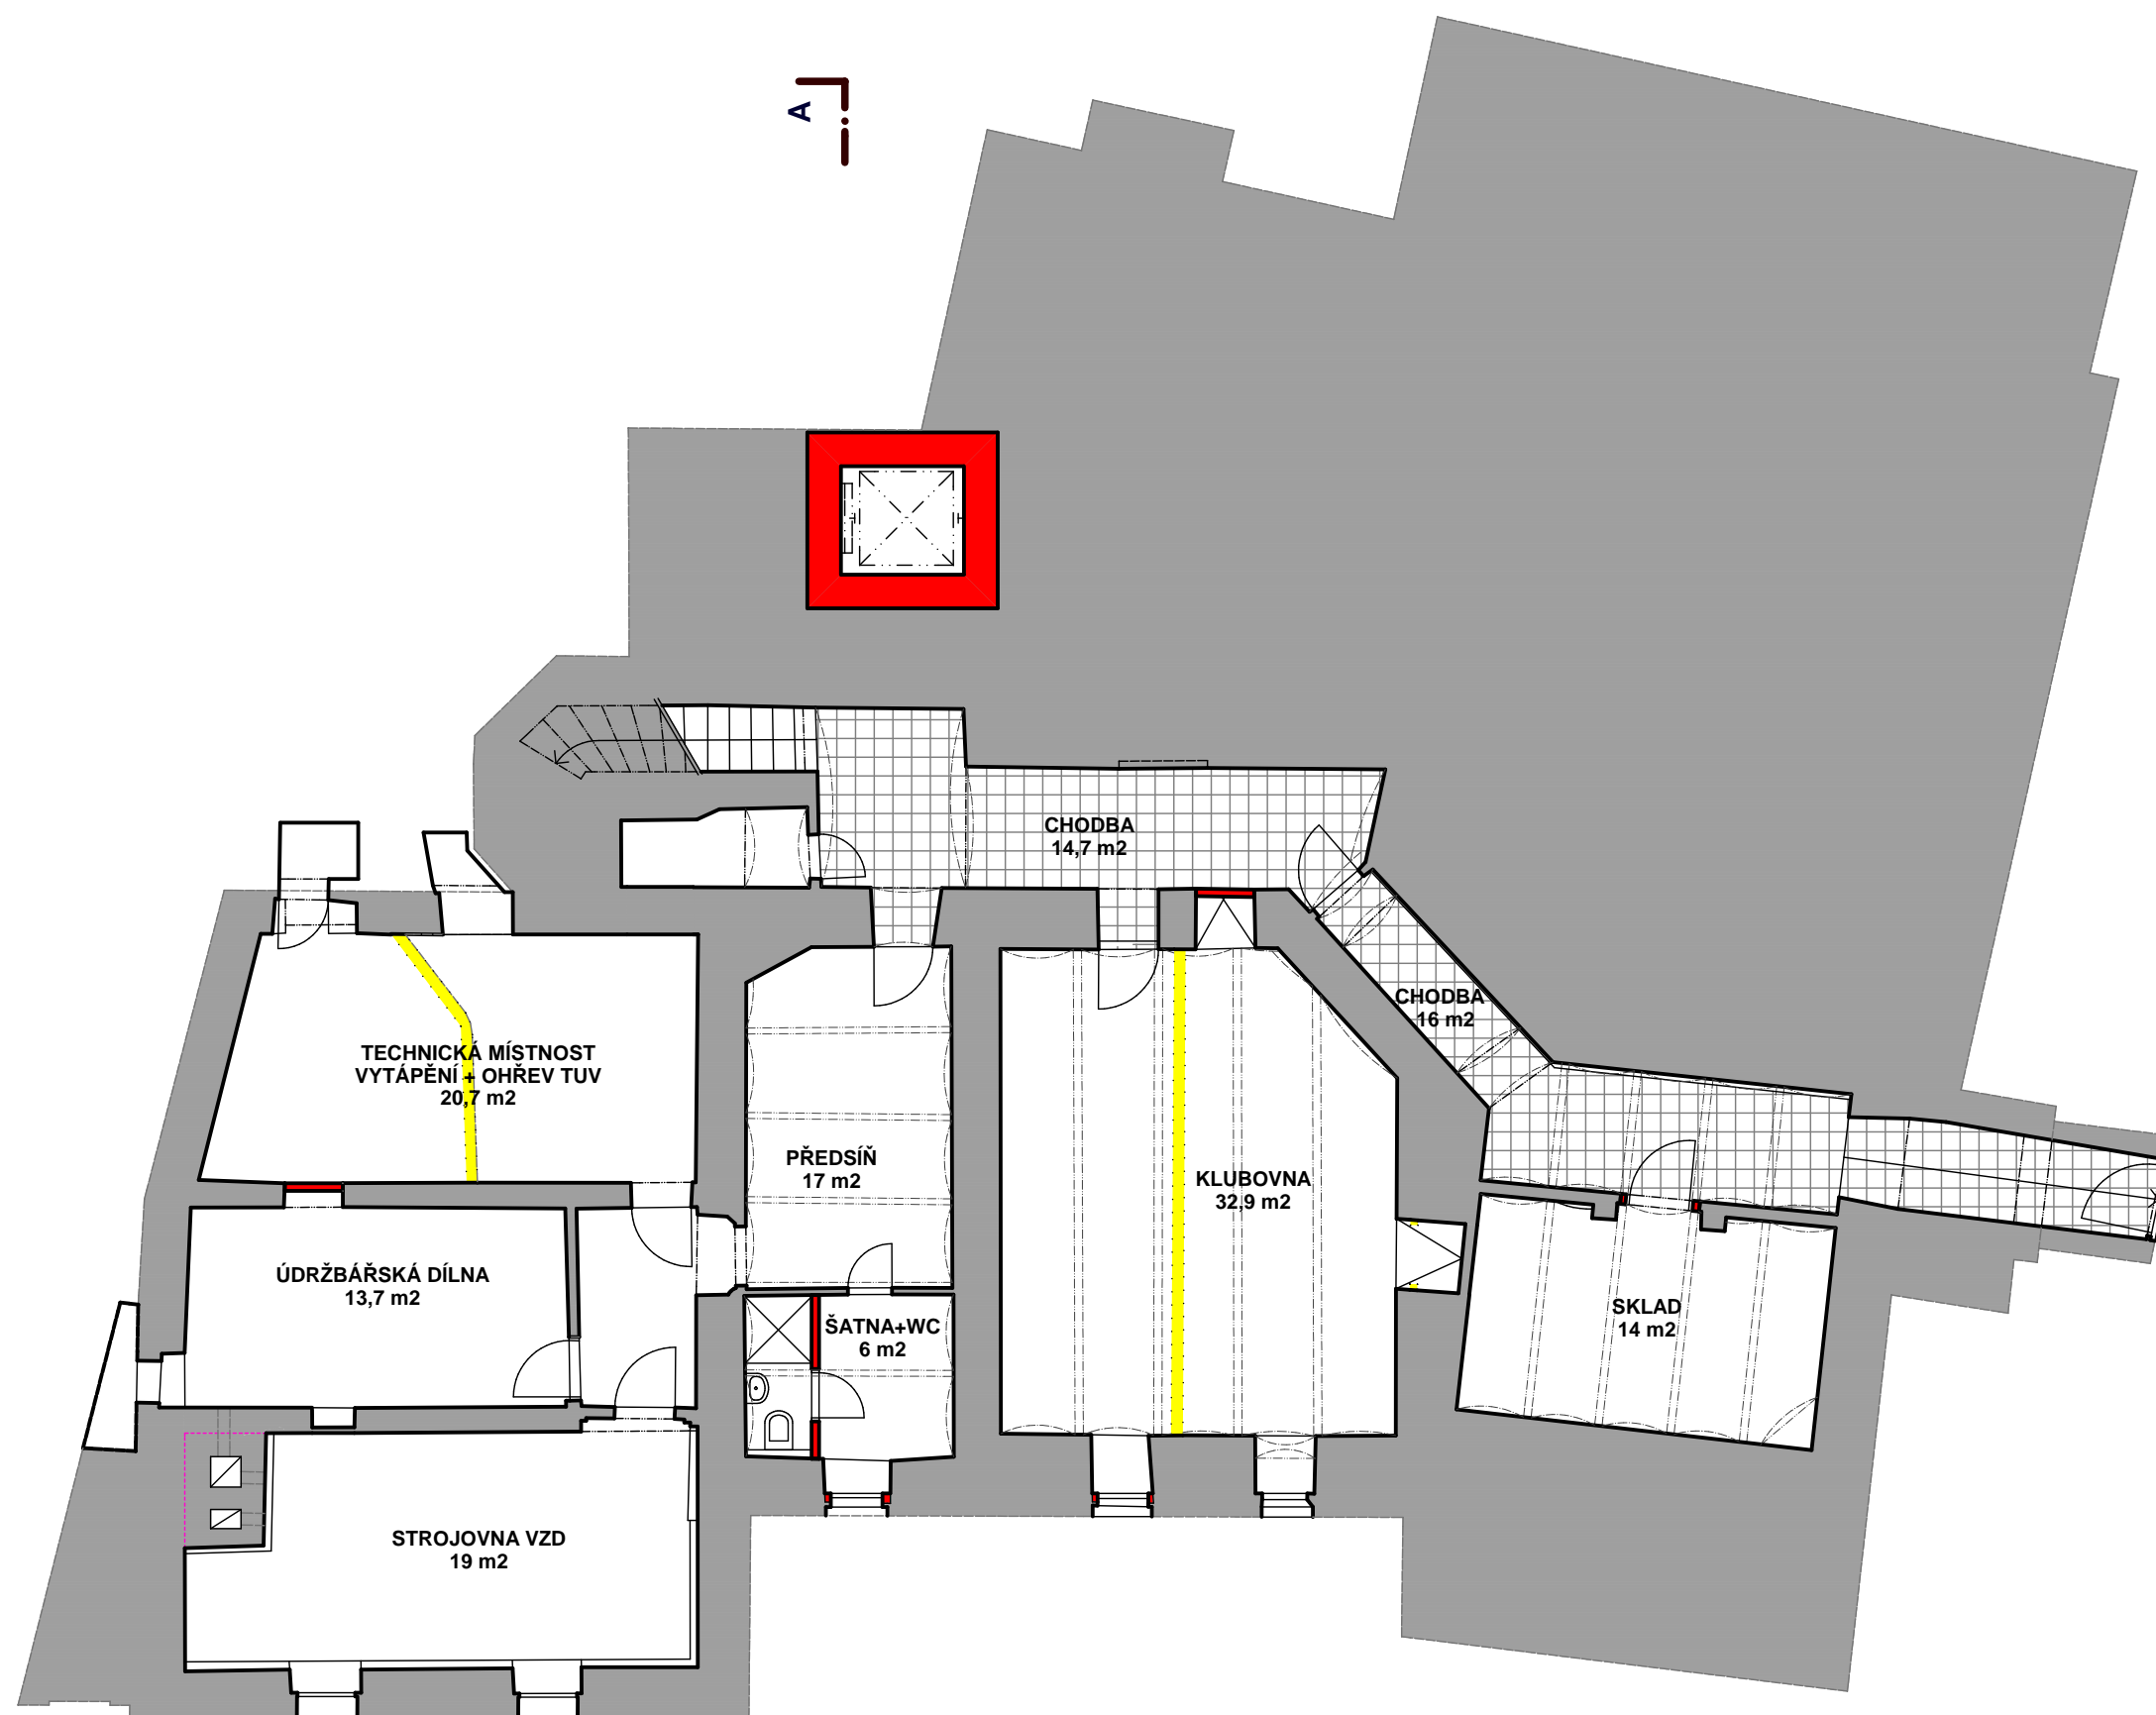 A
CHODBA
14,7 m2
CHODBA
16 m2
TECHNICKÁ MÍSTNOST
VYTÁPĚNÍ + OHŘEV TUV
20,7 m2
PŘEDSÍŇ
17 m2
KLUBOVNA
32,9 m2
ÚDRŽBÁŘSKÁ DÍLNA
13,7 m2
ŠATNA+WC
6 m2
SKLAD
14 m2
STROJOVNA VZD
19 m2